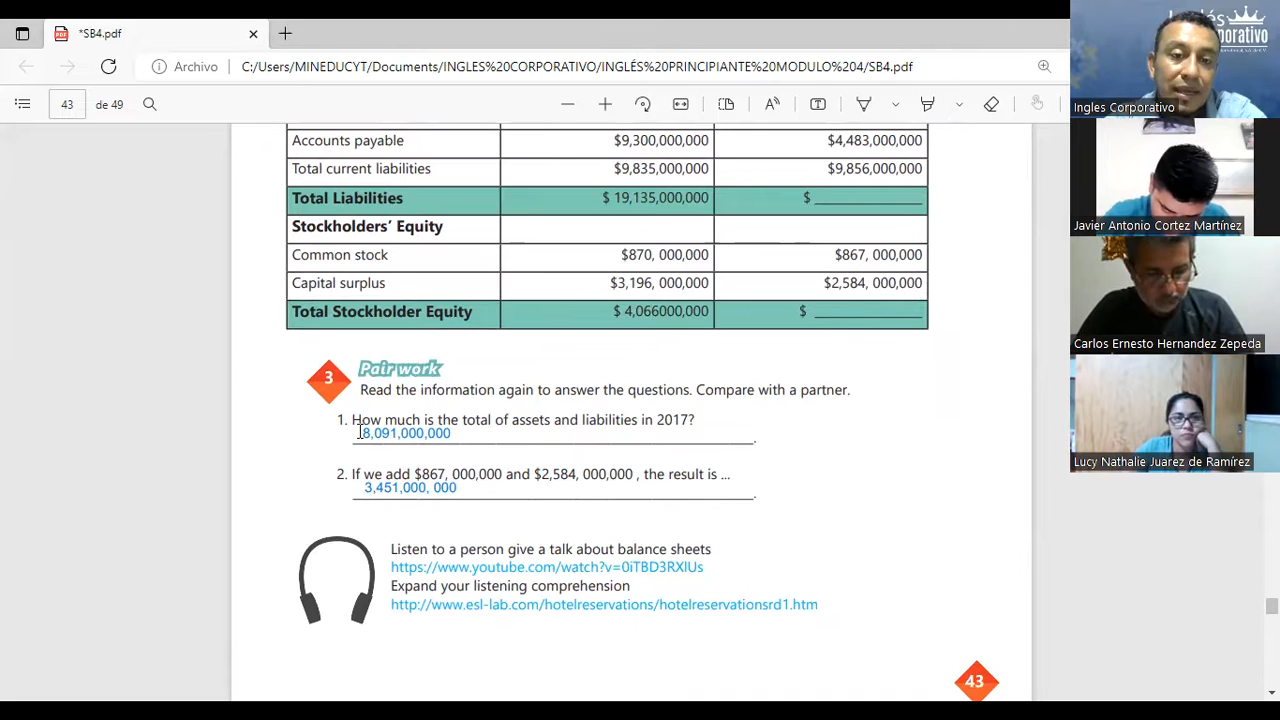 *SB4.pdf
Archivo C:/Users/MINEDUCYT/Documents/INGLÉS%20CORPORATIVO/INGLÉS%20PRINCIPIANTE%20MODULO%204/SB4.pdf
43 de 49
Accounts payable $9,300,000,000 $4,483,000,000
Total current liabilities $9,835,000,000 $9,856,000,000
Total Liabilities $ 19,135,000,000 $ ____________
Stockholders’ Equity
Common stock $870, 000,000 $867, 000,000
Capital surplus $3,196, 000,000 $2,584, 000,000
Total Stockholder Equity $ 4,066000,000 $ ____________
3 Pair work
Read the information again to answer the questions. Compare with a partner.
1. How much is the total of assets and liabilities in 2017?
8,091,000,000
2. If we add $867, 000,000 and $2,584, 000,000 , the result is ...
3,451,000, 000
Listen to a person give a talk about balance sheets
https://www.youtube.com/watch?v=0iTBD3RXlUs
Expand your listening comprehension
http://www.esl-lab.com/hotelreservations/hotelreservationsrd1.htm
43
Ingles Corporativo
Javier Antonio Cortez Martínez
Carlos Ernesto Hernandez Zepeda
Lucy Nathalie Juarez de Ramírez